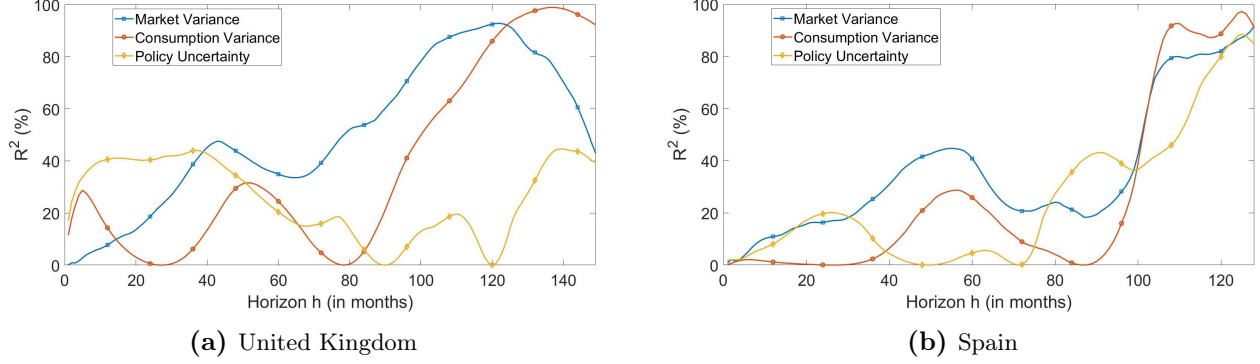 100
80
60
40
20
0
R² (%)
Market Variance
Consumption Variance
Policy Uncertainty
0 20 40 60 80 100 120 140
Horizon h (in months)
(a) United Kingdom
100
80
60
40
20
0
R² (%)
Market Variance
Consumption Variance
Policy Uncertainty
0 20 40 60 80 100 120
Horizon h (in months)
(b) Spain